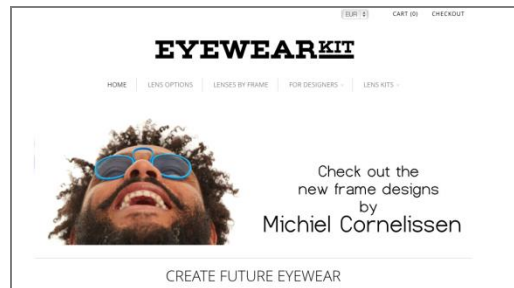 EUR CART (0) CHECKOUT
EYEWEARKIT
HOME LENS OPTIONS LENSES BY FRAME FOR DESIGNERS LENS KITS
Check out the
new frame designs
by
Michiel Cornelissen
CREATE FUTURE EYEWEAR